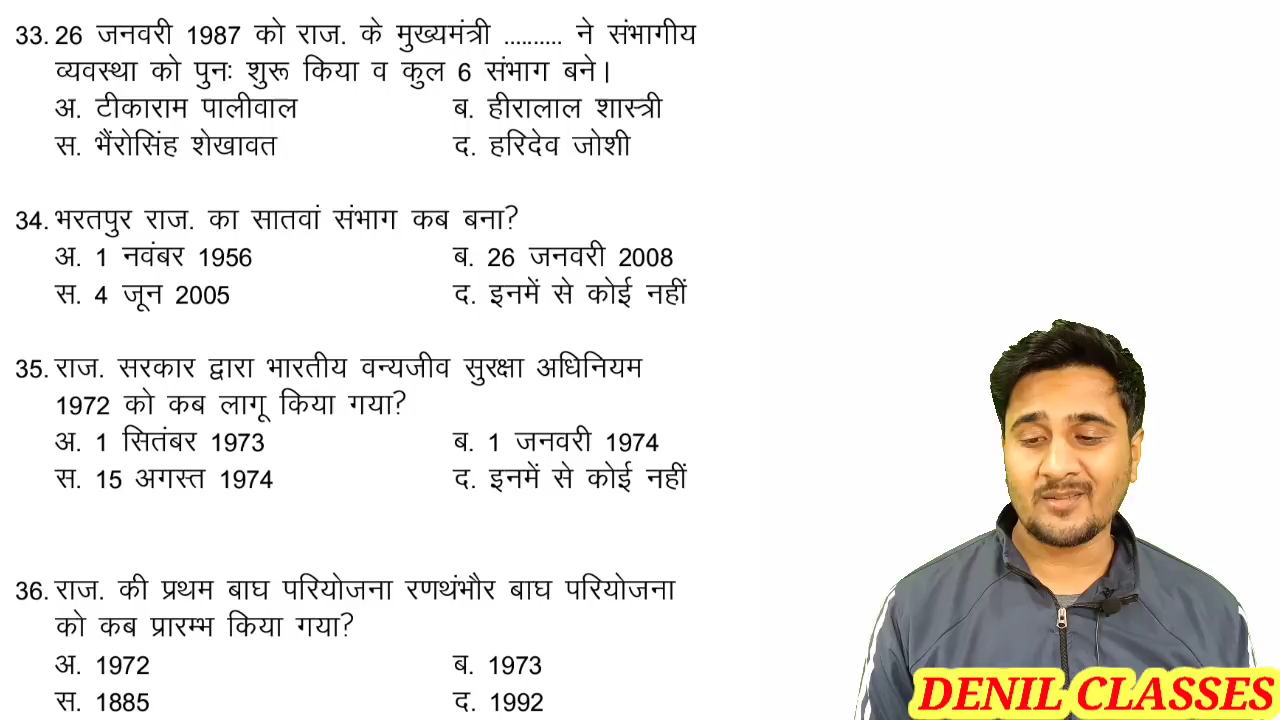 33. 26 जनवरी 1987 को राज. के मुख्यमंत्री .......... ने संभागीय
व्यवस्था को पुनः शुरू किया व कुल 6 संभाग बने।
अ. टीकाराम पालीवाल ब. हीरालाल शास्त्री
स. भैंरोसिंह शेखावत द. हरिदेव जोशी
34. भरतपुर राज. का सातवां संभाग कब बना?
अ. 1 नवंबर 1956 ब. 26 जनवरी 2008
स. 4 जून 2005 द. इनमें से कोई नहीं
35. राज. सरकार द्वारा भारतीय वन्यजीव सुरक्षा अधिनियम
1972 को कब लागू किया गया?
अ. 1 सितंबर 1973 ब. 1 जनवरी 1974
स. 15 अगस्त 1974 द. इनमें से कोई नहीं
36. राज. की प्रथम बाघ परियोजना रणथंभौर बाघ परियोजना
को कब प्रारम्भ किया गया?
अ. 1972 ब. 1973
स. 1885 द. 1992
DENIL CLASSES